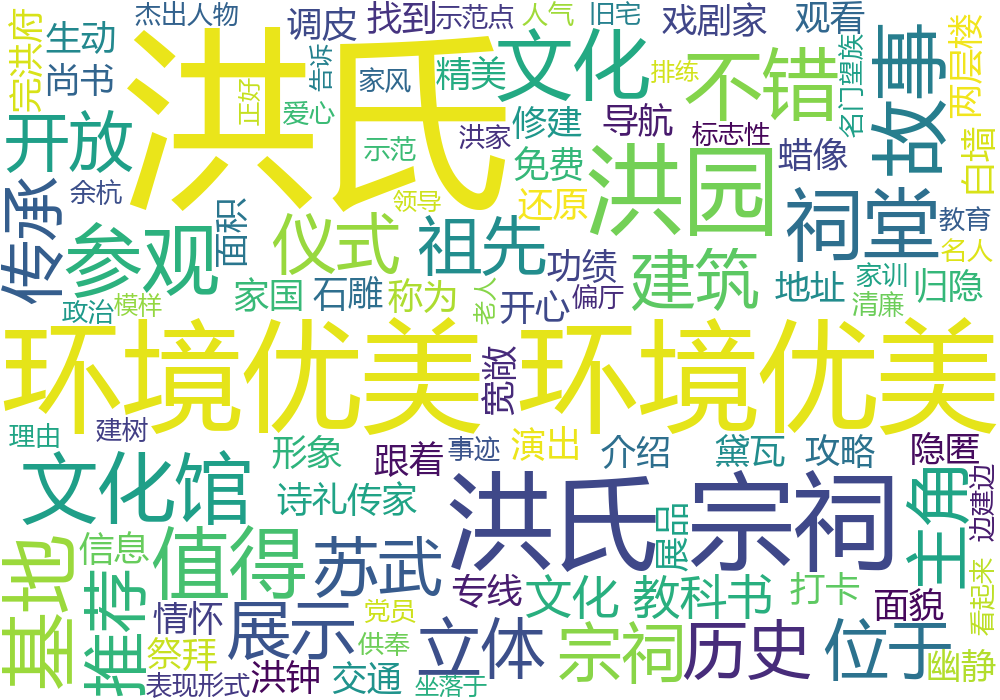 杰出人物
调皮
找到
示范点
人气
旧宅
戏剧家
观看
完洪府
生动
尚书
洪氏
告诉
家风
正好
爱心
精美
文化
排练
不错
名门望族
故事
两层楼
开放
示范
洪家
修建
导航
标志性
免费
洪园
蜡像
白墙
传承
余杭
参观
面积
仪式
领导
祖先
还原
功绩
建筑
祠堂
教育
名人
家训
清廉
归隐
地址
政治
模样
家国
石雕
称为
老人
开心
偏厅
环境优美
宽敞
环境优美
理由
建树
形象
跟着
事迹
演出
介绍
黛瓦
攻略
隐匿
文化馆
诗礼传家
洪氏宗祠
展品
主角
边建边
基地
信息
值得
苏武
专线
文化
教科书
打卡
面貌
看起来
推荐
情怀
展示
党员
供奉
立体
宗祠
历史
位于
幽静
祭拜
表现形式
洪钟
交通
坐落于